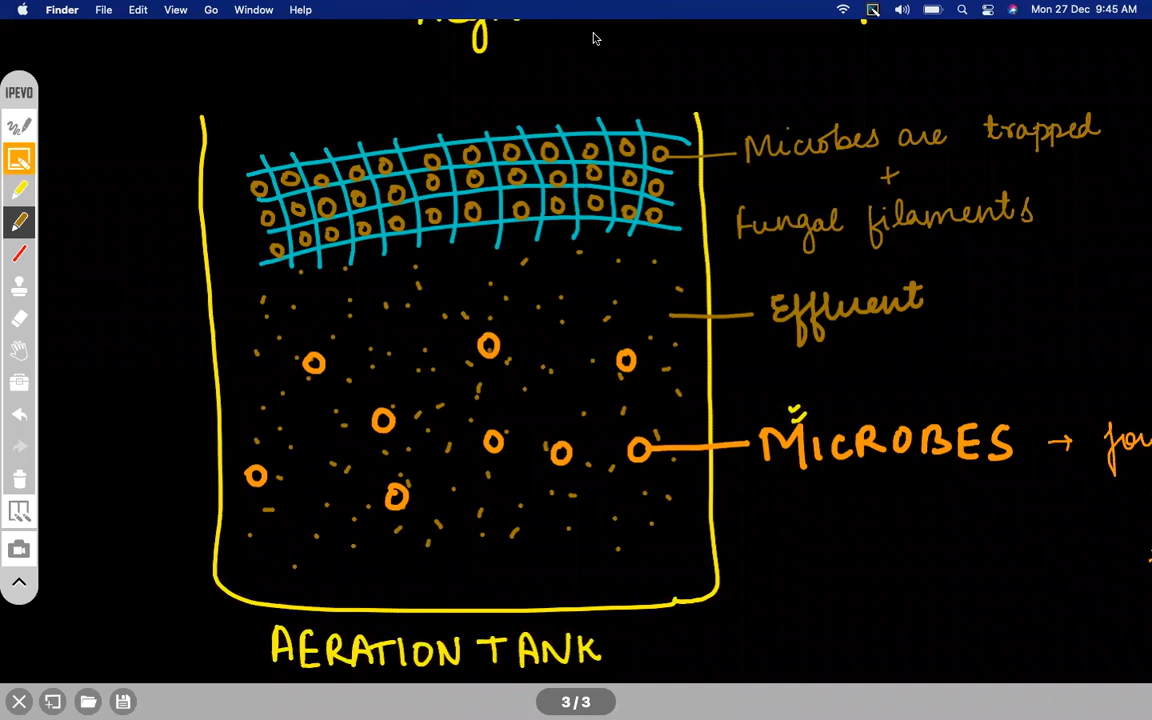 Finder File Edit View Go Window Help Mon 27 Dec 9:45 AM
IPEVO
Microbes are trapped
+
Fungal filaments
Effluent
MICROBES →
AERATION TANK
3/3